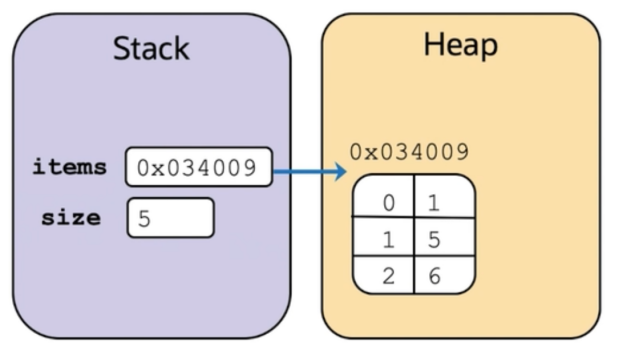 Stack
items 0x034009
size 5
Heap
0x034009
0 1
1 5
2 6